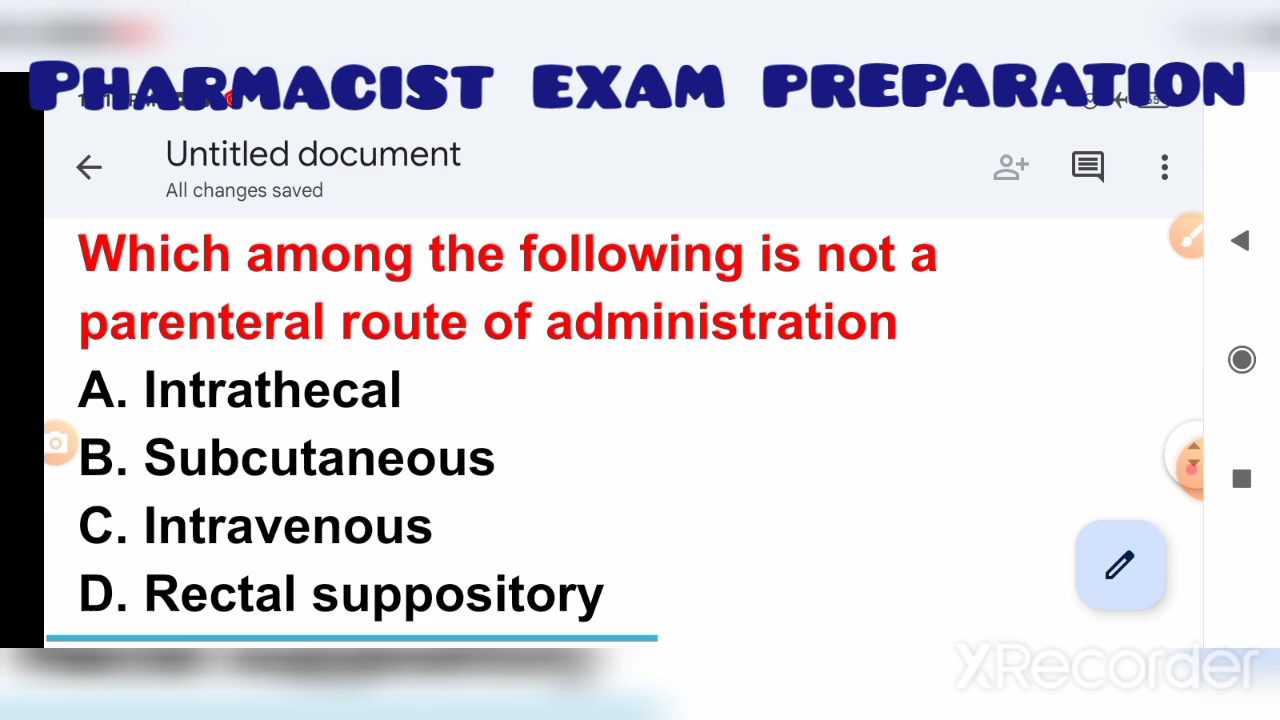 PHARMACIST EXAM PREPARATION
Untitled document
All changes saved
Which among the following is not a
parenteral route of administration
A. Intrathecal
B. Subcutaneous
C. Intravenous
D. Rectal suppository
XRecorder